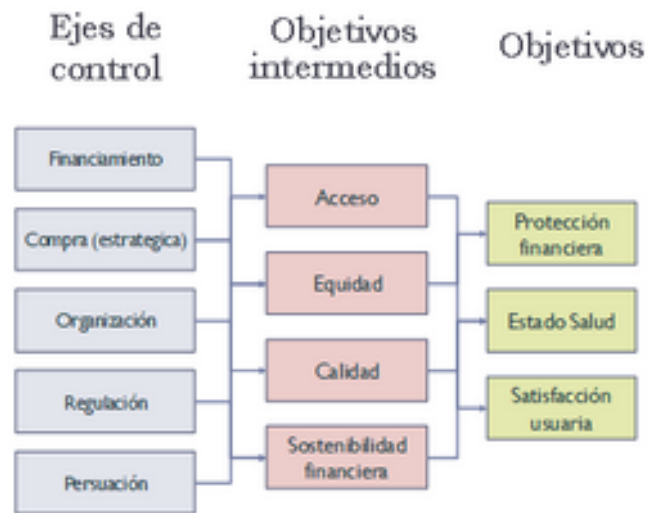 Ejes de
control
Objetivos
intermedios
Objetivos
Financiamiento
Compra (estrategica)
Organización
Regulación
Persuación
Acceso
Equidad
Calidad
Sostenibilidad
financiera
Protección
financiera
Estado Salud
Satisfacción
usuaria